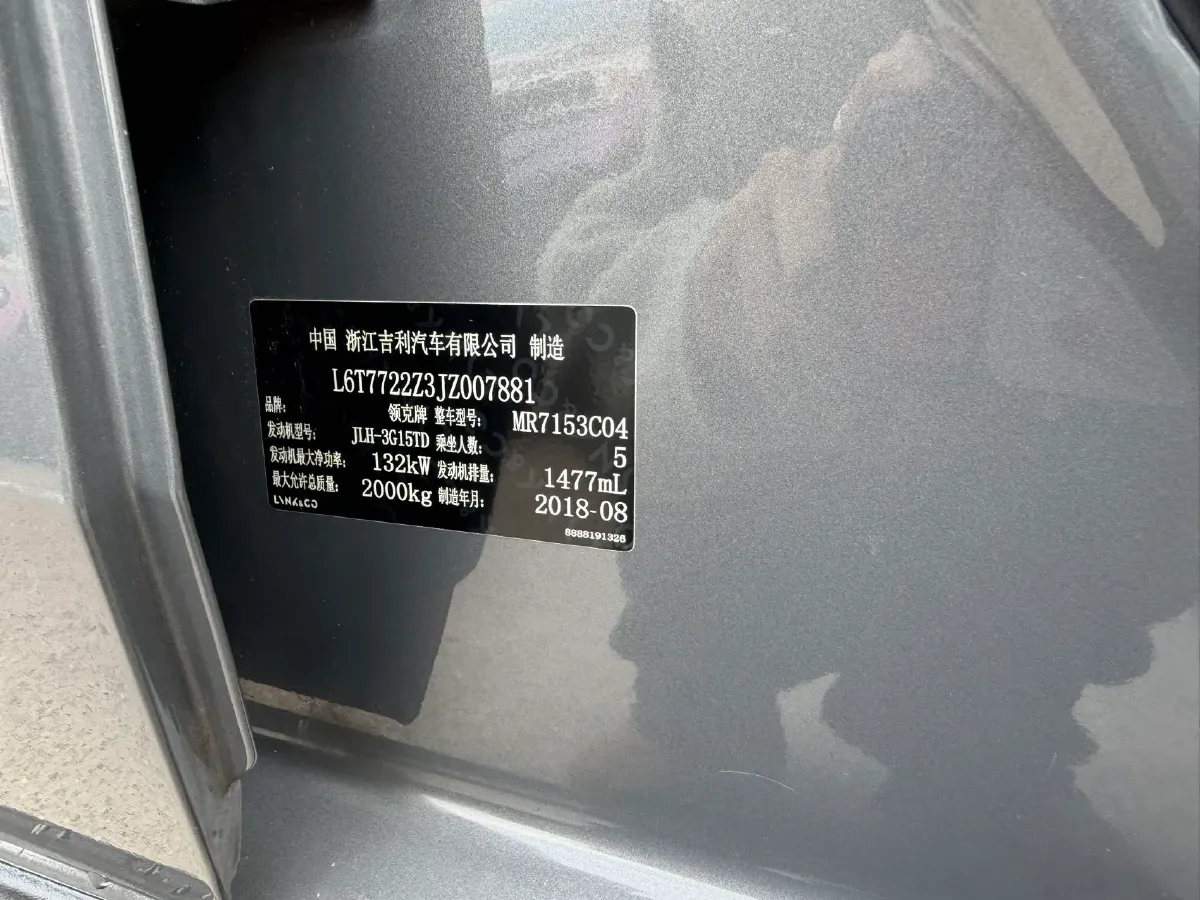 中国 浙江吉利汽车有限公司 制造
L6T7722Z3JZ007881
品牌: 领克牌 整车型号: MR7153C04
发动机型号: JLH-3G15TD 乘坐人数: 5
发动机最大净功率: 132kW 发动机排量: 1477mL
最大允许总质量: 2000kg 制造年月: 2018-08
LYNK&CO
8888191326